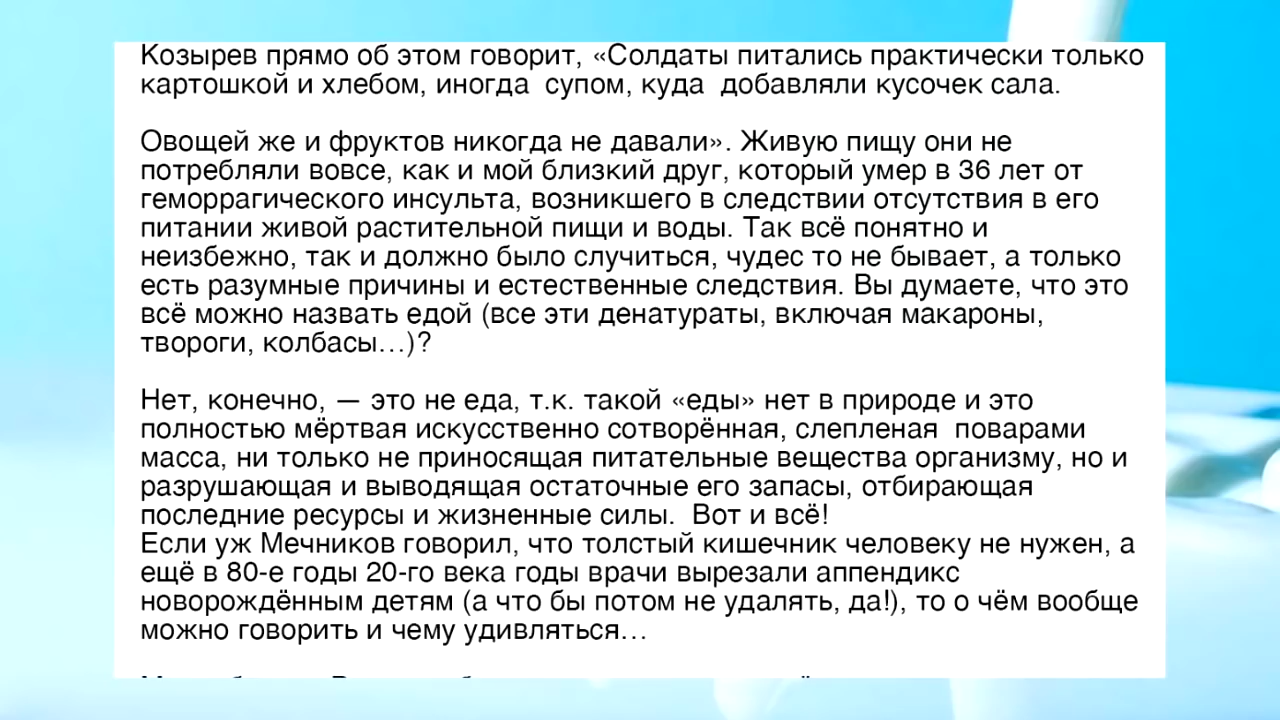 Козырев прямо об этом говорит, «Солдаты питались практически только
картошкой и хлебом, иногда  супом, куда  добавляли кусочек сала.
Овощей же и фруктов никогда не давали». Живую пищу они не
потребляли вовсе, как и мой близкий друг, который умер в 36 лет от
геморрагического инсульта, возникшего в следствии отсутствия в его
питании живой растительной пищи и воды. Так всё понятно и
неизбежно, так и должно было случиться, чудес то не бывает, а только
есть разумные причины и естественные следствия. Вы думаете, что это
всё можно назвать едой (все эти денатураты, включая макароны,
твороги, колбасы…)?
Нет, конечно, — это не еда, т.к. такой «еды» нет в природе и это
полностью мёртвая искусственно сотворённая, слепленая  поварами
масса, ни только не приносящая питательные вещества организму, но и
разрушающая и выводящая остаточные его запасы, отбирающая
последние ресурсы и жизненные силы.  Вот и всё!
Если уж Мечников говорил, что толстый кишечник человеку не нужен, а
ещё в 80-е годы 20-го века годы врачи вырезали аппендикс
новорождённым детям (а что бы потом не удалять, да!), то о чём вообще
можно говорить и чему удивляться…